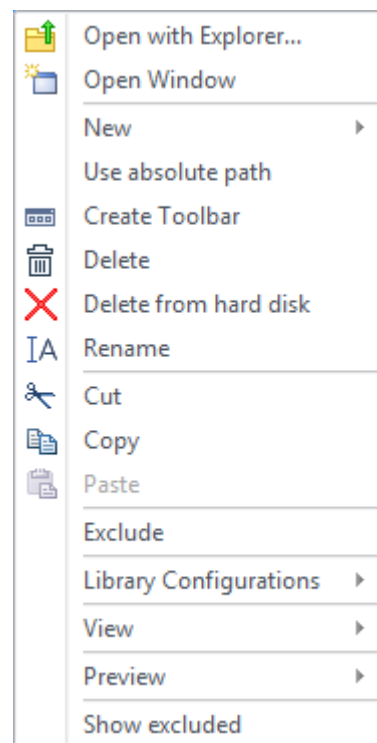 Open with Explorer...
Open Window
New
Use absolute path
Create Toolbar
Delete
Delete from hard disk
Rename
Cut
Copy
Paste
Exclude
Library Configurations
View
Preview
Show excluded